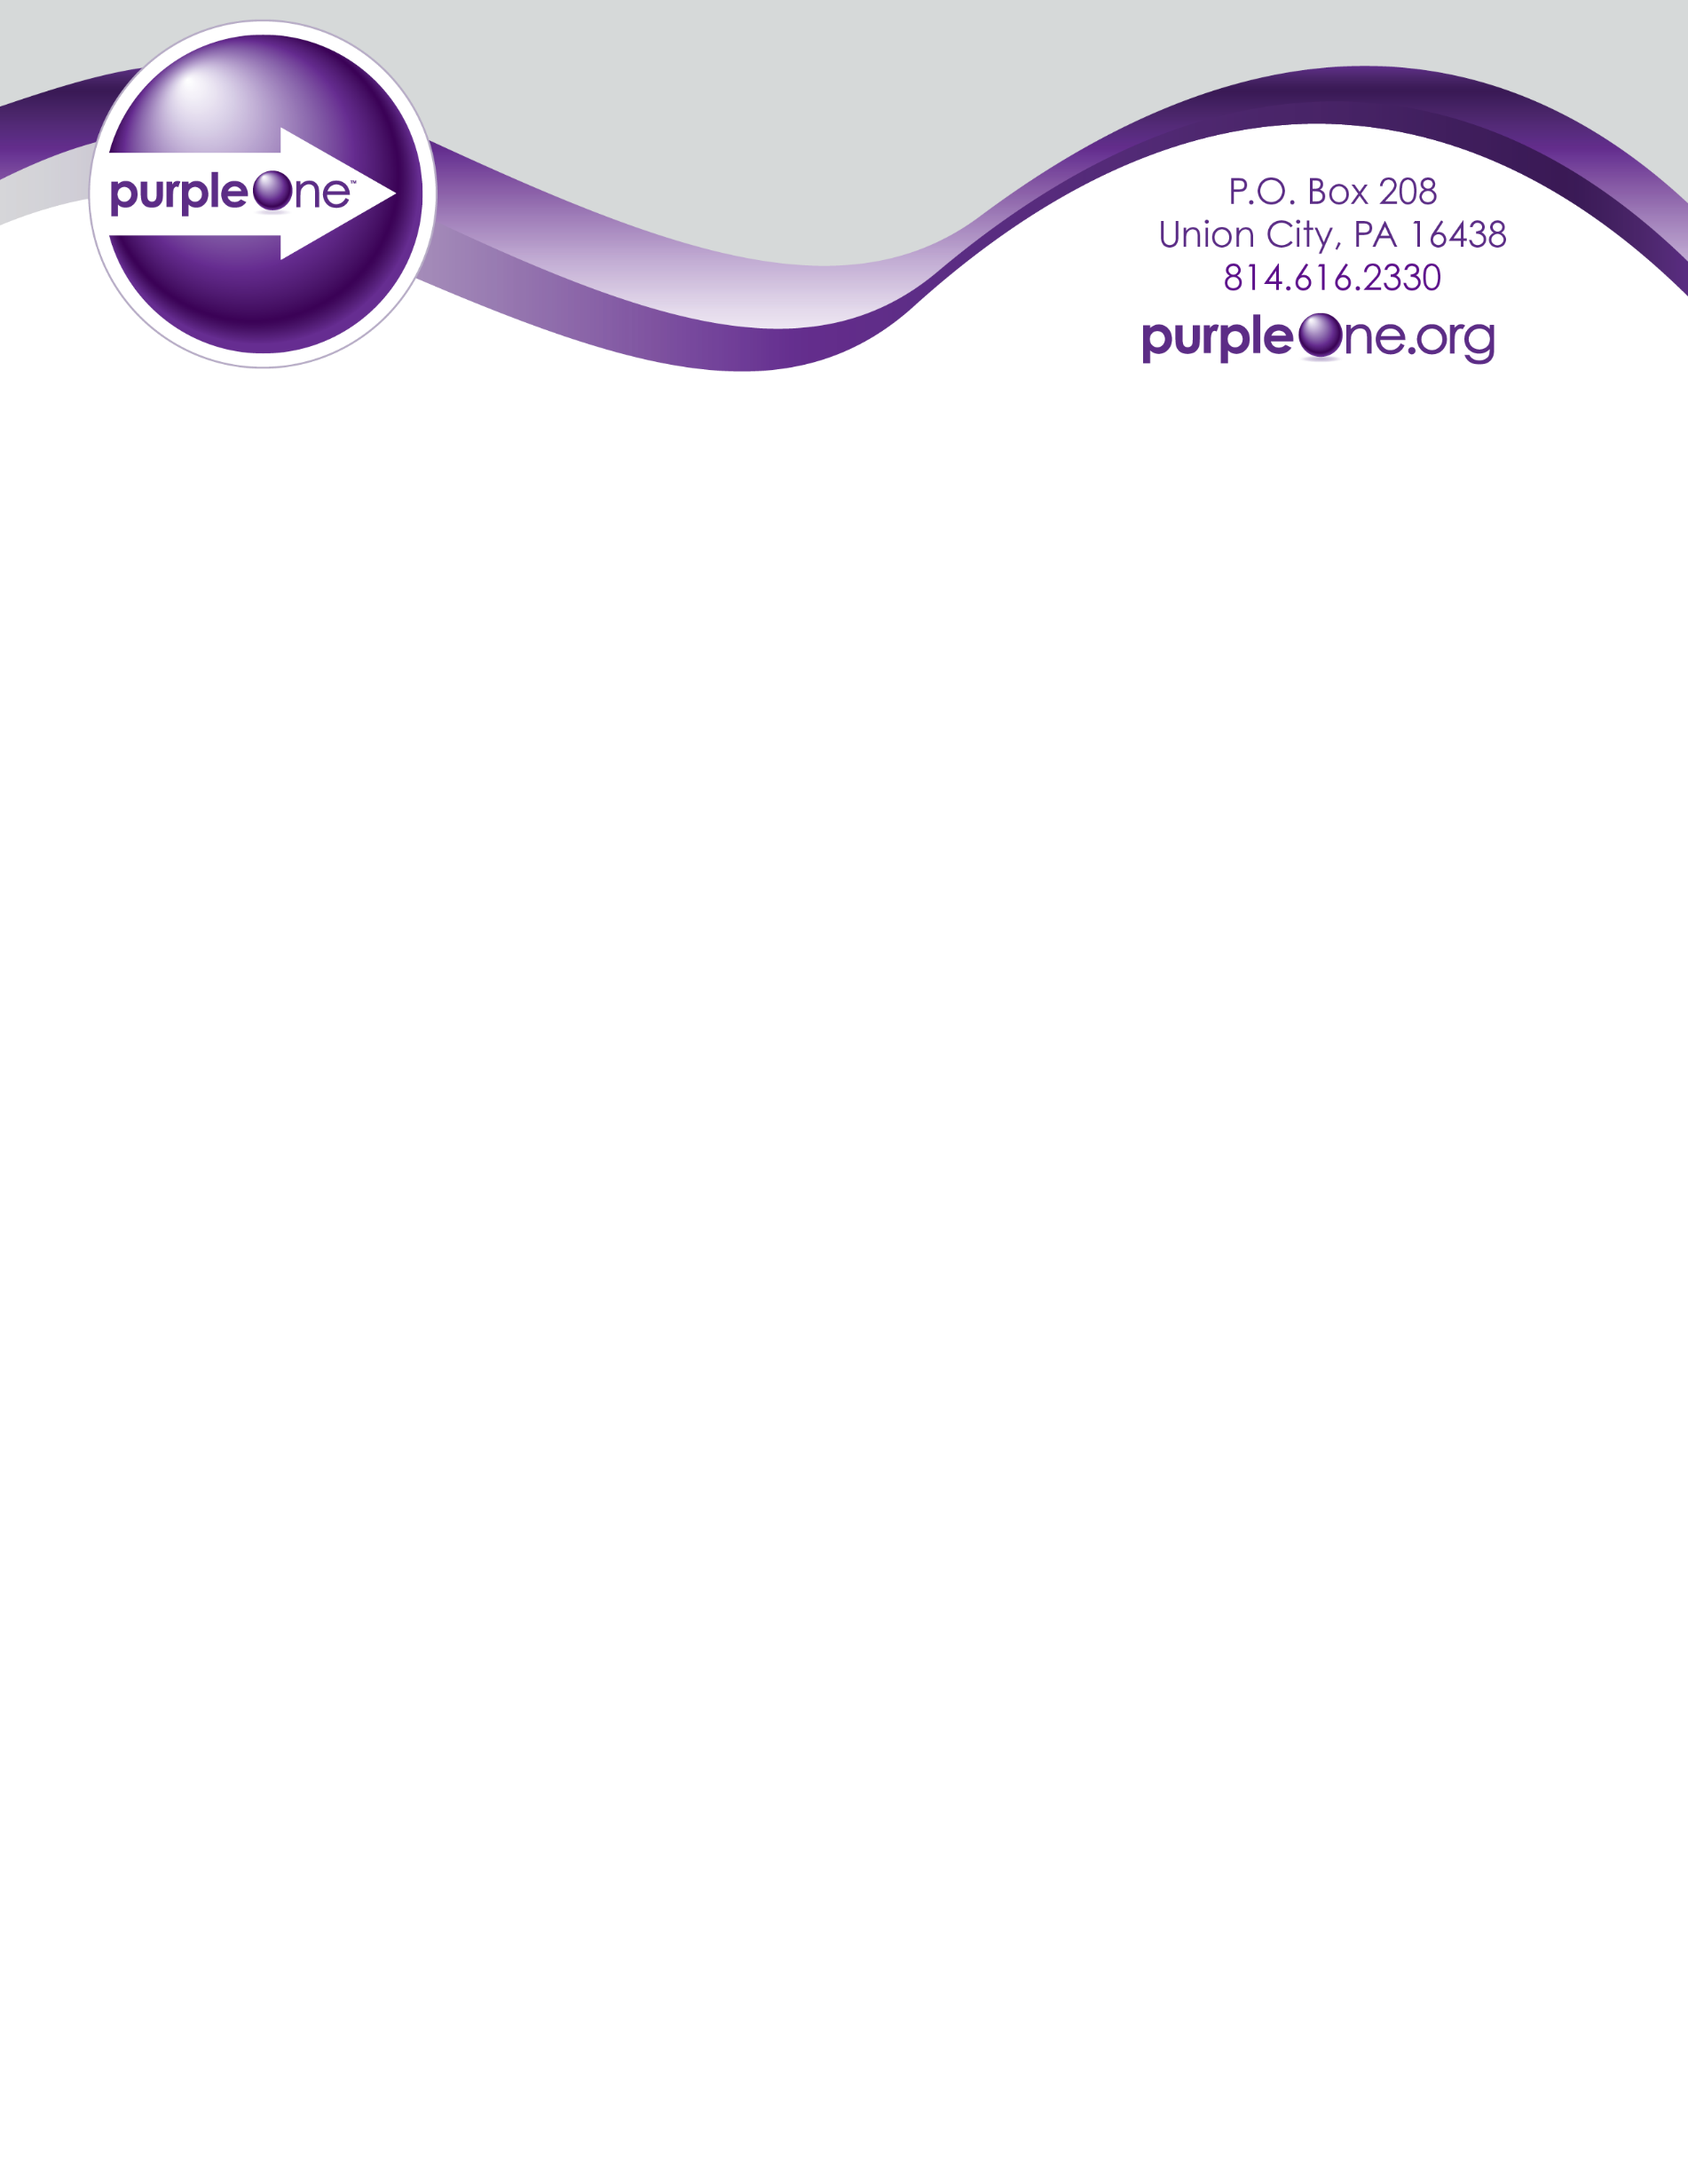 purpleOne™
P.O. Box 208
Union City, PA 16438
814.616.2330
purpleOne.org